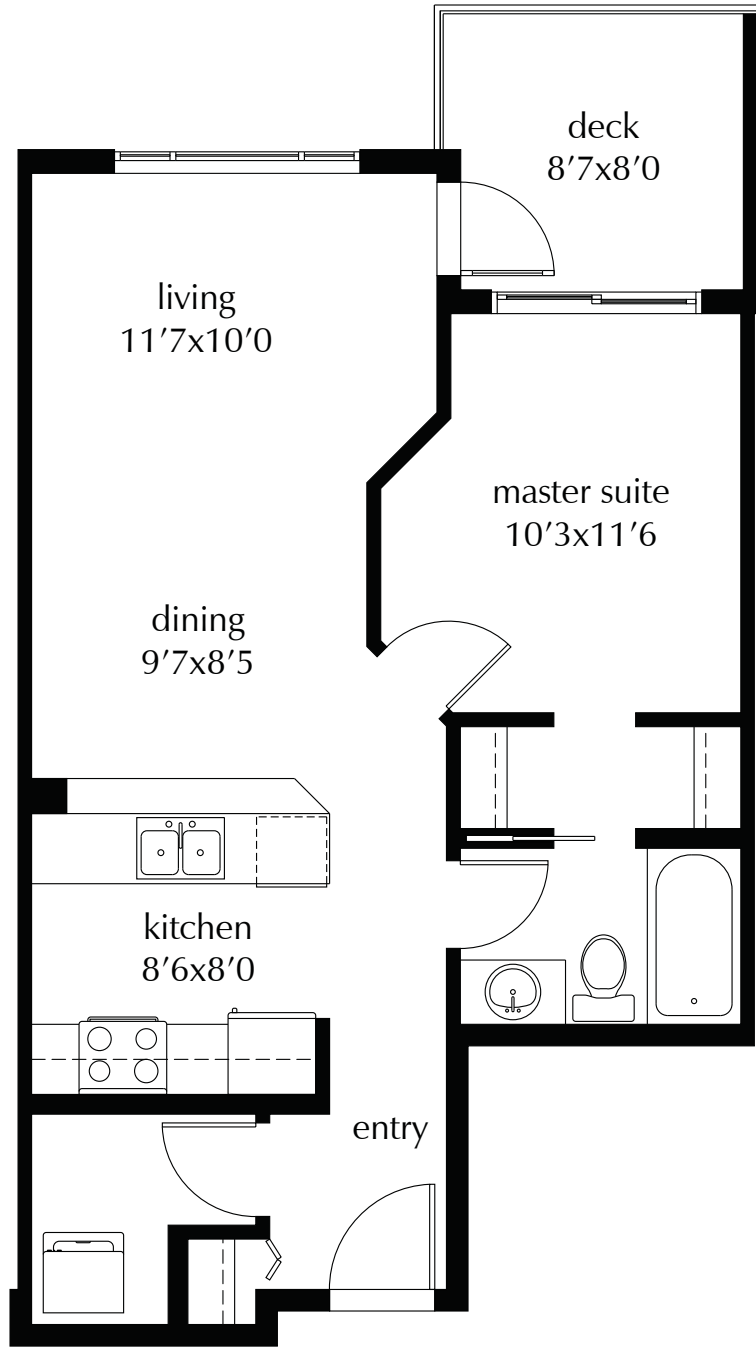 deck
8′7x8′0
living
11′7x10′0
master suite
10′3x11′6
dining
9′7x8′5
kitchen
8′6x8′0
entry